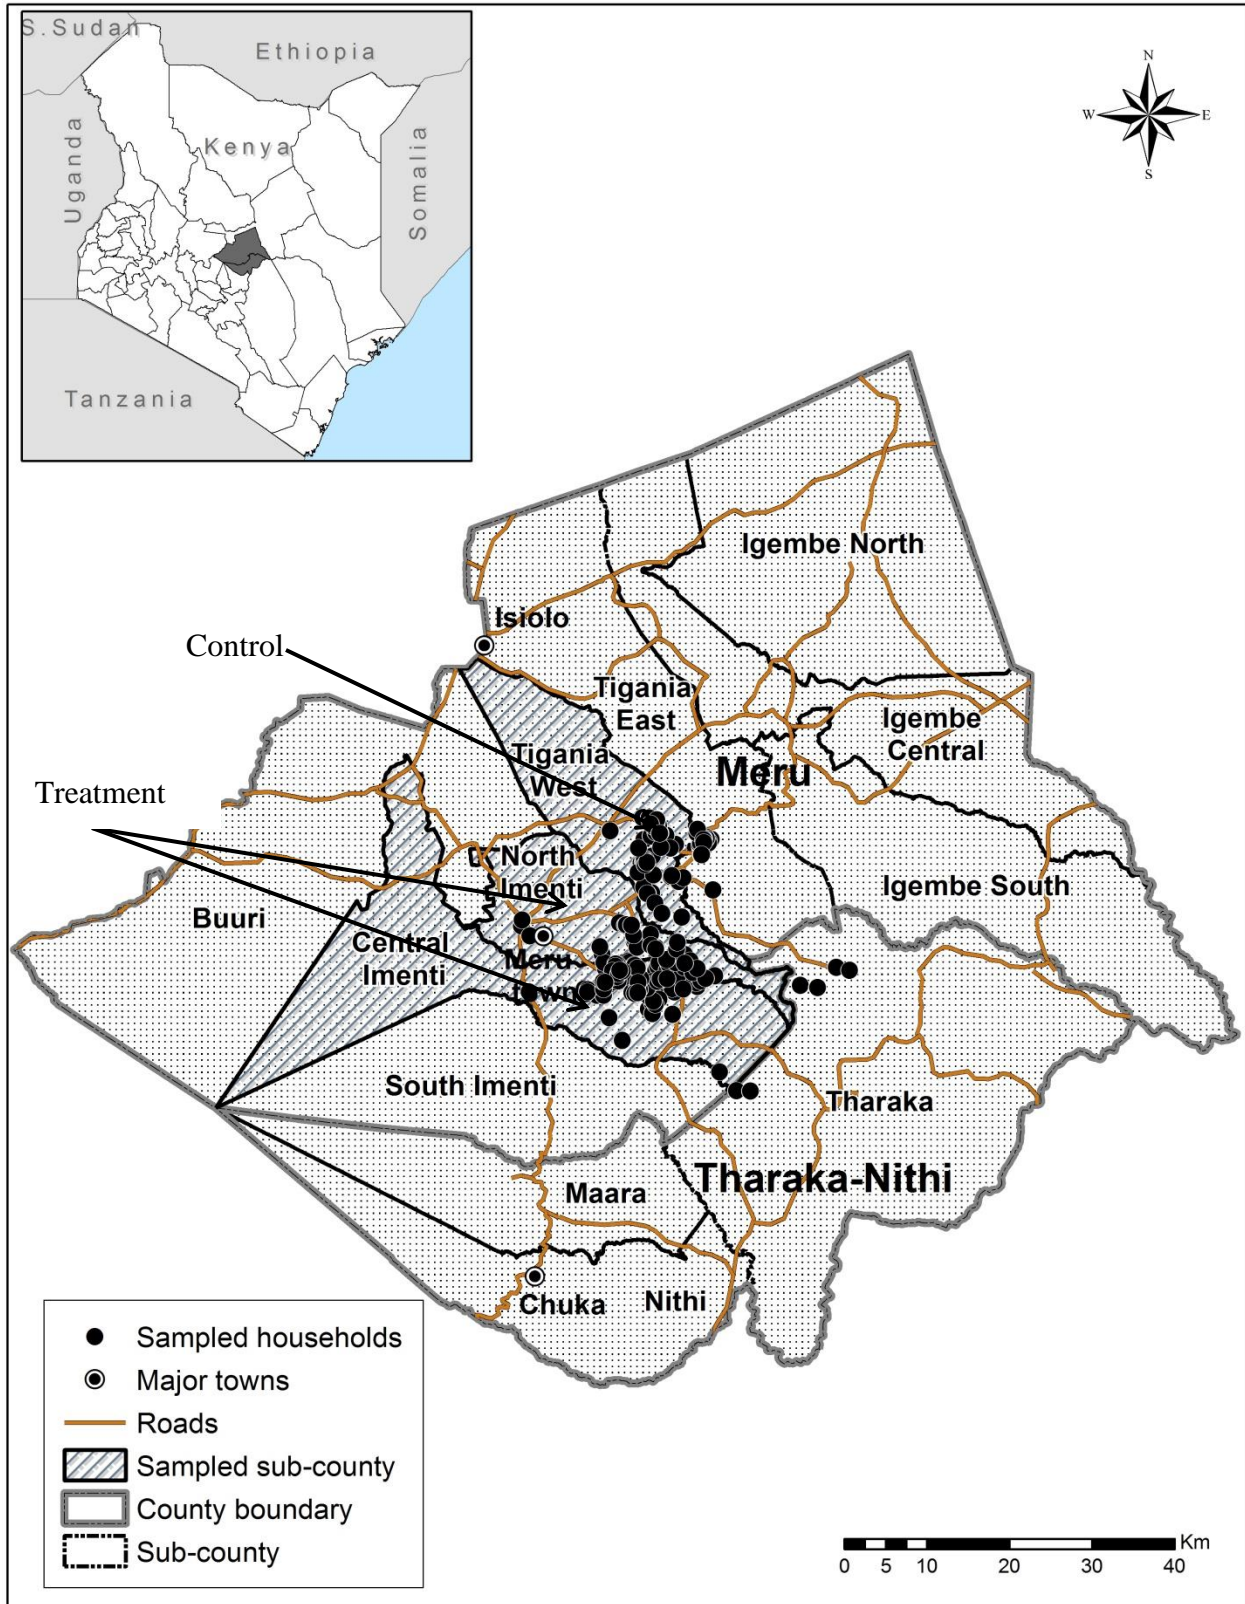 S.Sudan
Ethiopia
Kenya
Uganda
Somalia
Tanzania
N
W
E
S
Igembe North
Isiolo
Control
Tigania
East
Igembe
Central
Tigania
West
Meru
Treatment
North
Imenti
Igembe South
Buuri
Central
Imenti
Meru
town
South Imenti
Tharaka
Tharaka-Nithi
Maara
Chuka
Nithi
Sampled households
Major towns
Roads
Sampled sub-county
County boundary
Sub-county
Km
0 5 10 20 30 40